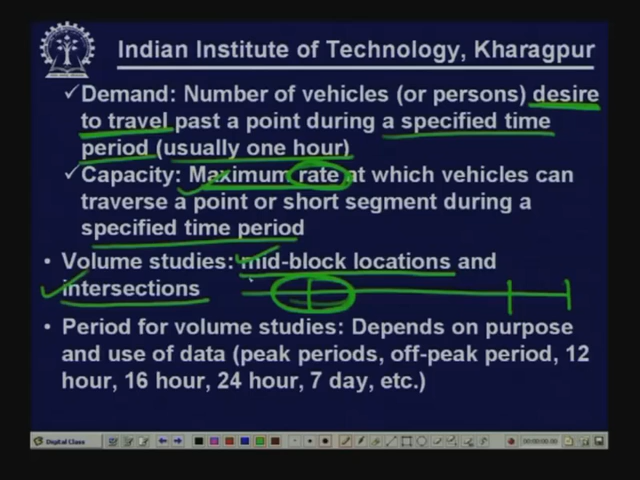 Indian Institute of Technology, Kharagpur
✓Demand: Number of vehicles (or persons) desire
to travel past a point during a specified time
period (usually one hour)
✓Capacity: Maximum rate at which vehicles can
traverse a point or short segment during a
specified time period
• Volume studies: mid-block locations and
intersections
• Period for volume studies: Depends on purpose
and use of data (peak periods, off-peak period, 12
hour, 16 hour, 24 hour, 7 day, etc.)
Digital Class